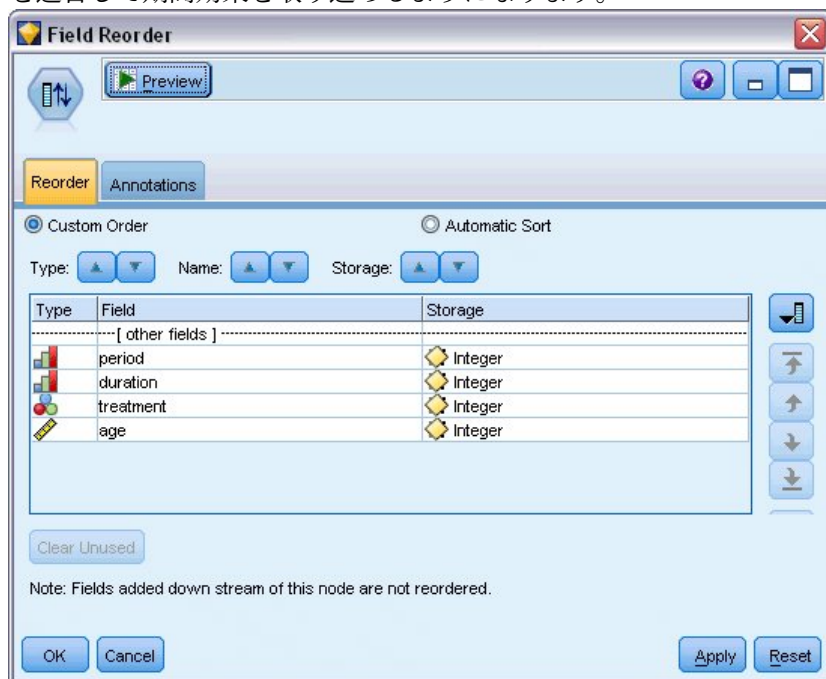 Field Reorder
Preview
Reorder Annotations
Custom Order Automatic Sort
Type: Name: Storage:
Type Field Storage
[ other fields ]
period Integer
duration Integer
treatment Integer
age Integer
Clear Unused
Note: Fields added down stream of this node are not reordered.
OK Cancel Apply Reset